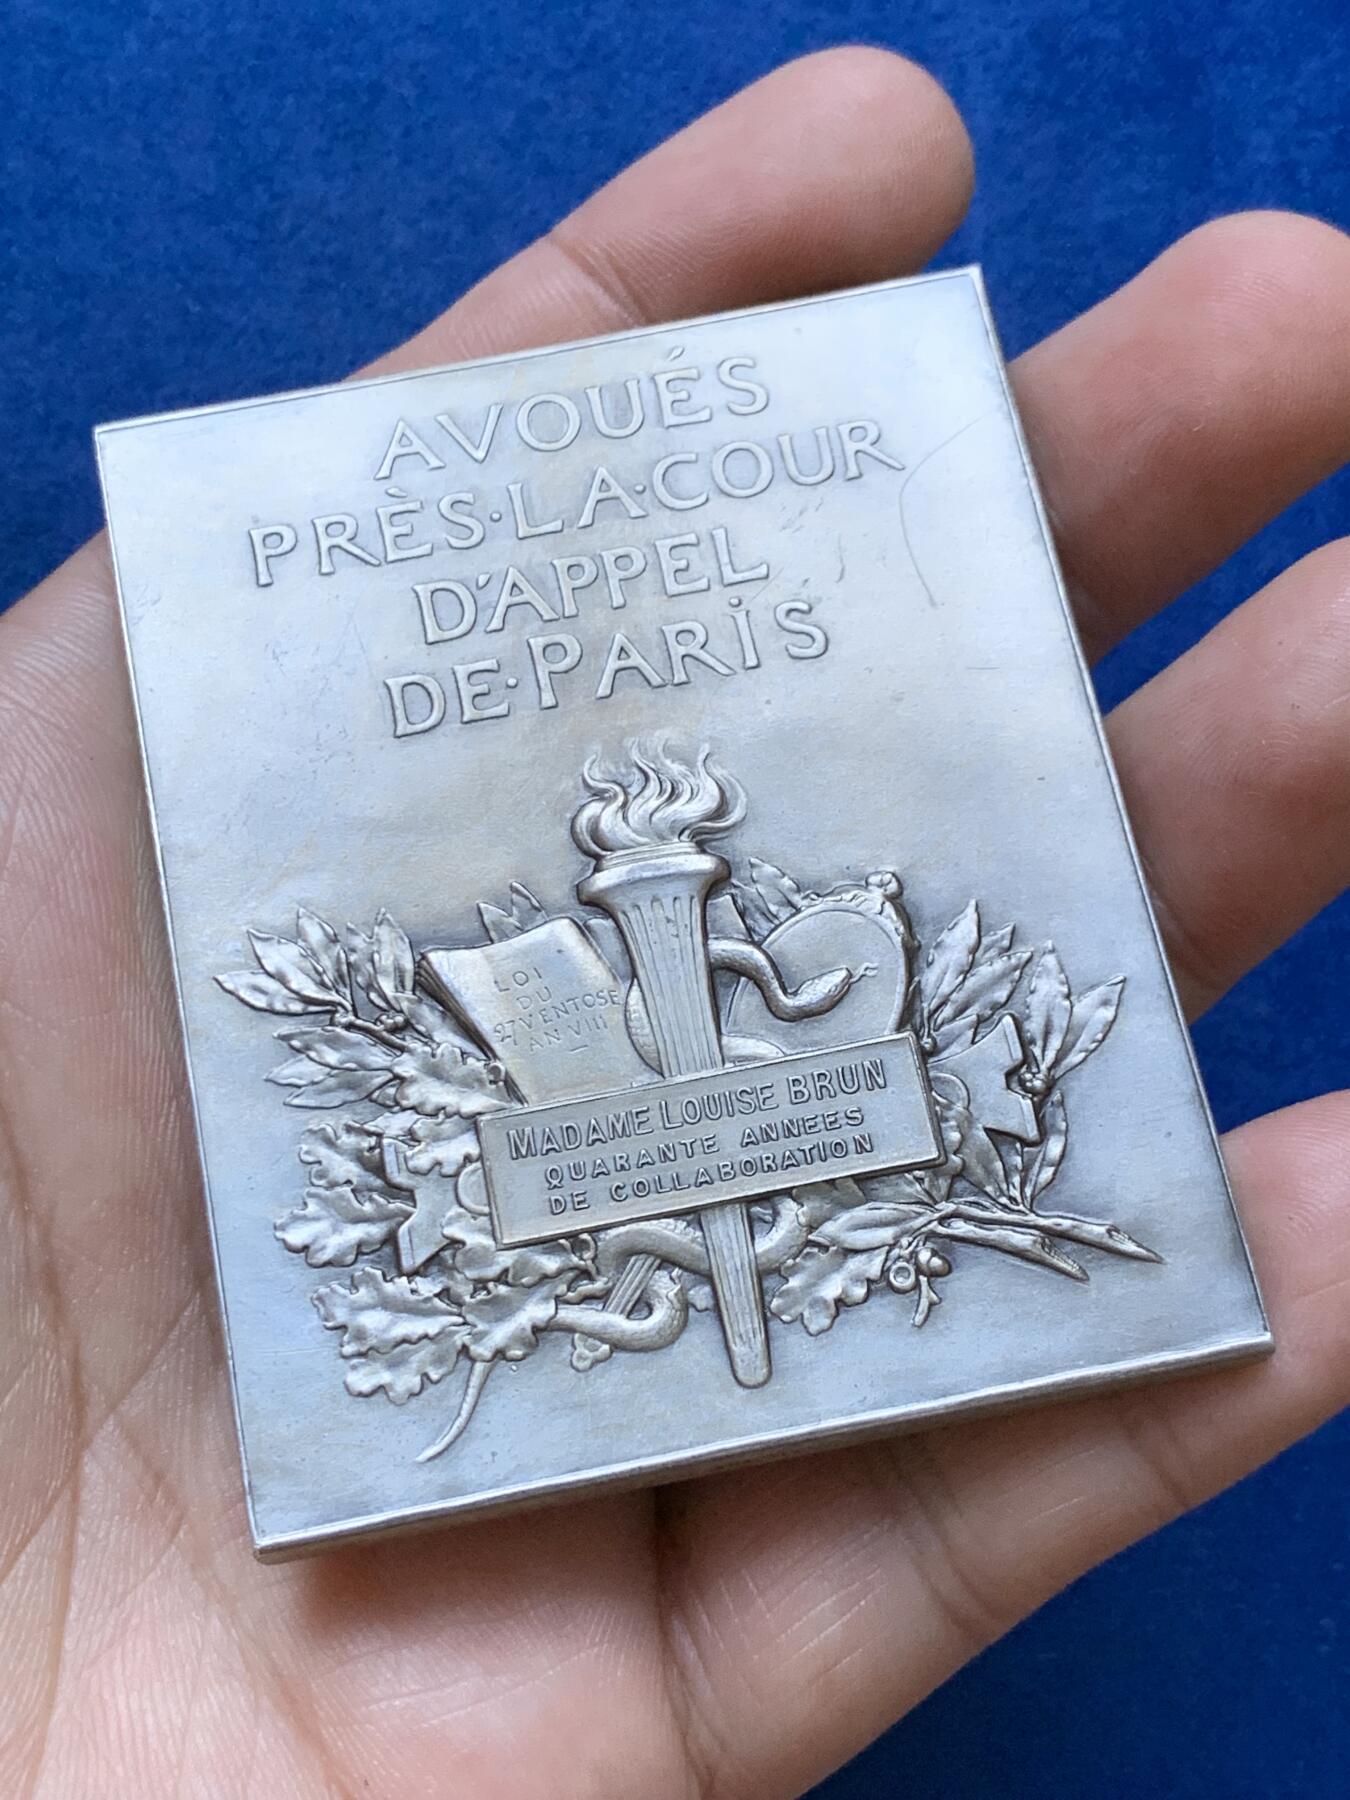 AVOUÉS
PRÈS·LA·COUR
D'APPEL
DE·PARIS
LOI
DU
27 VENTOSE
AN VIII
MADAME LOUISE BRUN
QUARANTE ANNEES
DE COLLABORATION